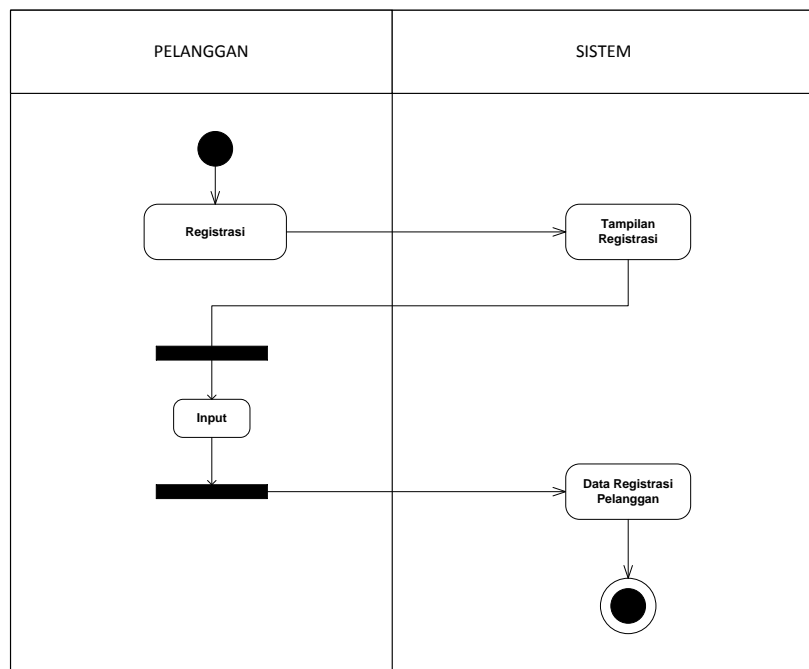 PELANGGAN
SISTEM
Registrasi
Tampilan
Registrasi
Input
Data Registrasi
Pelanggan